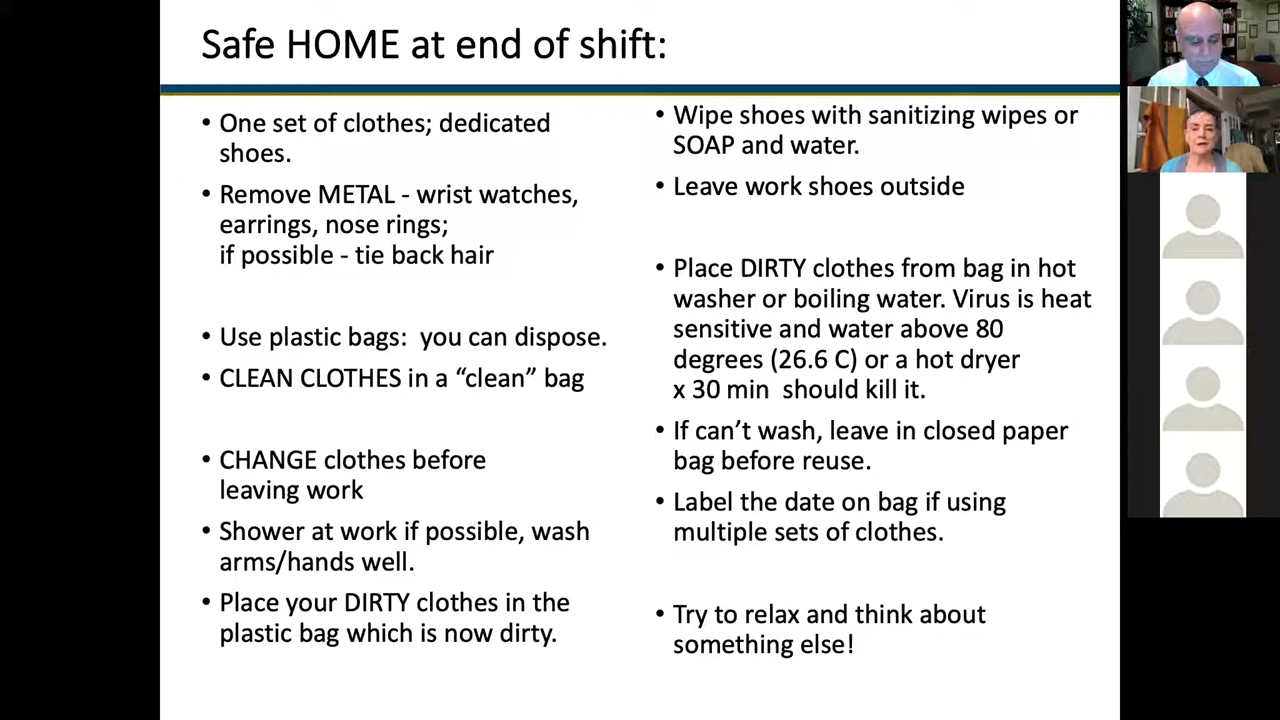 Safe HOME at end of shift:
• One set of clothes; dedicated
shoes.
• Remove METAL - wrist watches,
earrings, nose rings;
if possible - tie back hair
• Use plastic bags:  you can dispose.
• CLEAN CLOTHES in a “clean” bag
• CHANGE clothes before
leaving work
• Shower at work if possible, wash
arms/hands well.
• Place your DIRTY clothes in the
plastic bag which is now dirty.
• Wipe shoes with sanitizing wipes or
SOAP and water.
• Leave work shoes outside
• Place DIRTY clothes from bag in hot
washer or boiling water. Virus is heat
sensitive and water above 80
degrees (26.6 C) or a hot dryer
x 30 min  should kill it.
• If can’t wash, leave in closed paper
bag before reuse.
• Label the date on bag if using
multiple sets of clothes.
• Try to relax and think about
something else!